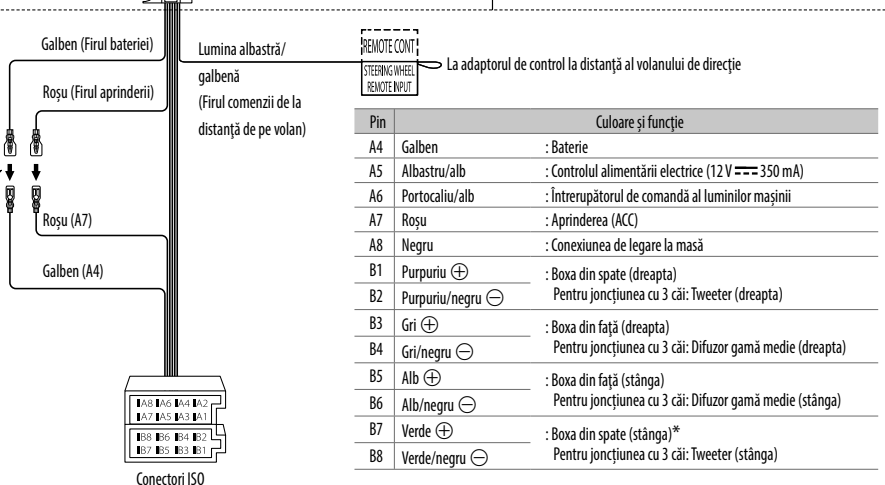 Galben (Firul bateriei)
Roșu (Firul aprinderii)
Lumina albastră/
galbenă
(Firul comenzii de la
distanță de pe volan)
REMOTE CONT
STEERING WHEEL
REMOTE INPUT
La adaptorul de control la distanță al volanului de direcție
Roșu (A7)
Galben (A4)
Pin Culoare și funcție
A4 Galben : Baterie
A5 Albastru/alb : Controlul alimentării electrice (12 V ⎓ 350 mA)
A6 Portocaliu/alb : Întrerupătorul de comandă al luminilor mașinii
A7 Roșu : Aprinderea (ACC)
A8 Negru : Conexiunea de legare la masă
B1 Purpuriu ⊕ : Boxa din spate (dreapta)
B2 Purpuriu/negru ⊖ Pentru joncțiunea cu 3 căi: Tweeter (dreapta)
B3 Gri ⊕ : Boxa din față (dreapta)
B4 Gri/negru ⊖ Pentru joncțiunea cu 3 căi: Difuzor gamă medie (dreapta)
B5 Alb ⊕ : Boxa din față (stânga)
B6 Alb/negru ⊖ Pentru joncțiunea cu 3 căi: Difuzor gamă medie (stânga)
B7 Verde ⊕ : Boxa din spate (stânga)*
B8 Verde/negru ⊖ Pentru joncțiunea cu 3 căi: Tweeter (stânga)
A8 A6 A4 A2
A7 A5 A3 A1
B8 B6 B4 B2
B7 B5 B3 B1
Conectori ISO